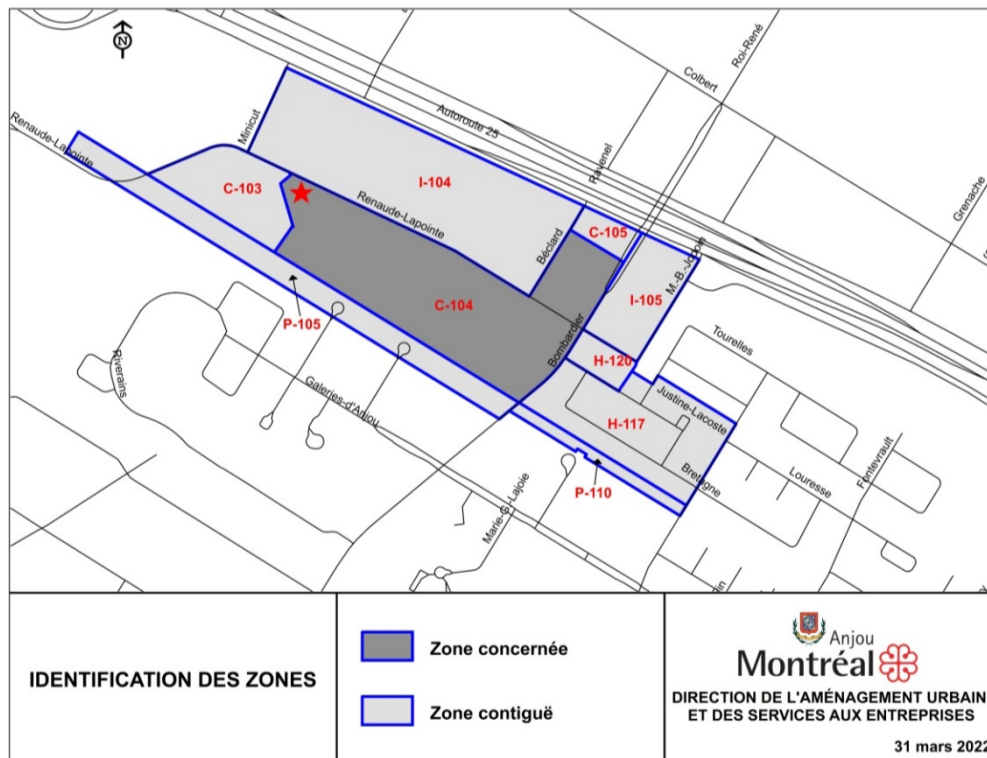 N
Renaude-Lapointe
Minicut
Autoroute 25
Colbert
Roi-René
Ravenel
Grenache
C-103
I-104
Renaude-Lapointe
Béclard
C-105
M.-B.-Jodoin
I-105
C-104
P-105
Bombardier
H-120
Tourelles
Riverains
Galeries-d'Anjou
Justine-Lacoste
H-117
Bretagne
Louresse
Fontevrault
P-110
Marie-G.-Lajoie
IDENTIFICATION DES ZONES
Zone concernée
Zone contiguë
Anjou
Montréal
DIRECTION DE L'AMÉNAGEMENT URBAIN
ET DES SERVICES AUX ENTREPRISES
31 mars 2022